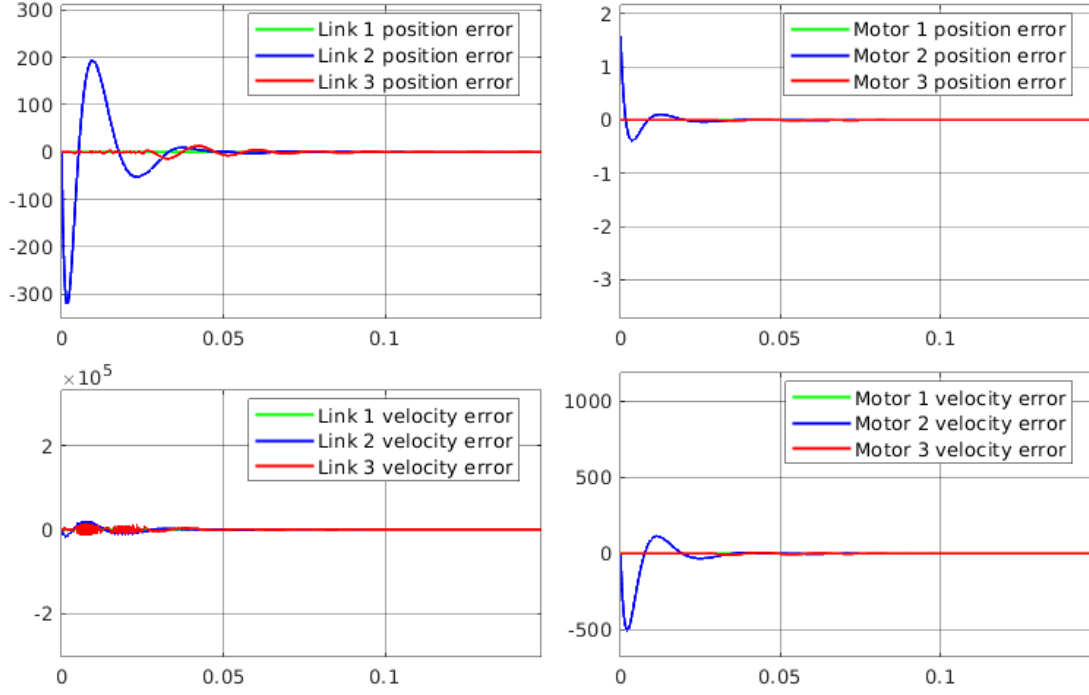 300
200
100
0
-100
-200
-300
0
0.05
0.1
Link 1 position error
Link 2 position error
Link 3 position error
2
1
0
-1
-2
-3
0
0.05
0.1
Motor 1 position error
Motor 2 position error
Motor 3 position error
×10^5
2
0
-2
0
0.05
0.1
Link 1 velocity error
Link 2 velocity error
Link 3 velocity error
1000
500
0
-500
0
0.05
0.1
Motor 1 velocity error
Motor 2 velocity error
Motor 3 velocity error